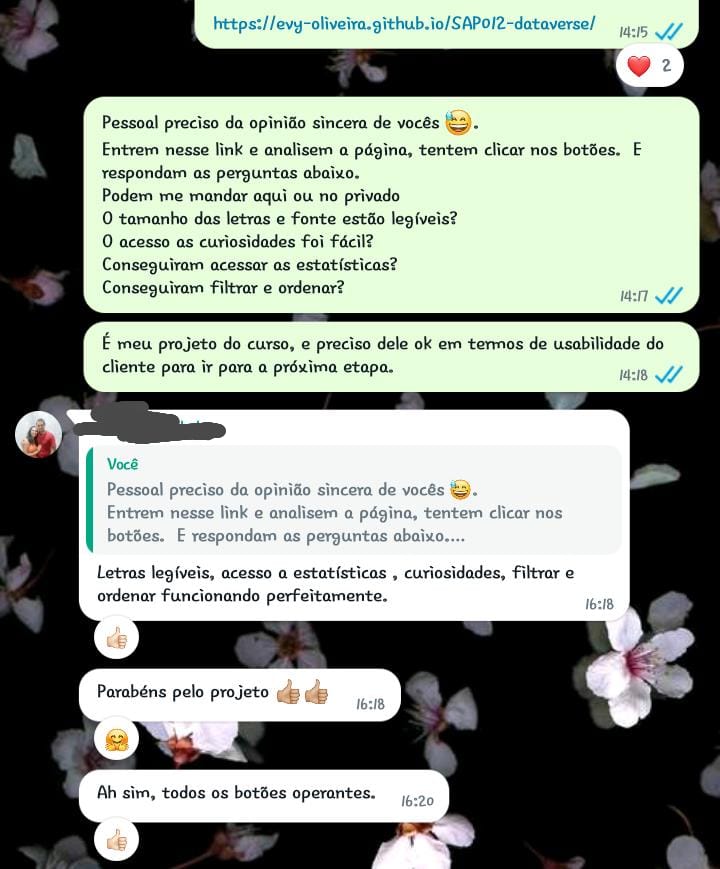 https://evy-oliveira.github.io/SAP012-dataverse/
14:15
2
Pessoal preciso da opinião sincera de vocês 😅.
Entrem nesse link e analisem a página, tentem clicar nos botões. E
respondam as perguntas abaixo.
Podem me mandar aqui ou no privado
O tamanho das letras e fonte estão legíveis?
O acesso as curiosidades foi fácil?
Conseguiram acessar as estatísticas?
Conseguiram filtrar e ordenar?
14:17
É meu projeto do curso, e preciso dele ok em termos de usabilidade do
cliente para ir para a próxima etapa.
14:18
Você
Pessoal preciso da opinião sincera de vocês 😅.
Entrem nesse link e analisem a página, tentem clicar nos
botões. E respondam as perguntas abaixo....
Letras legíveis, acesso a estatísticas , curiosidades, filtrar e
ordenar funcionando perfeitamente.
16:18
Parabéns pelo projeto 👍🏼👍🏼
16:18
Ah sim, todos os botões operantes.
16:20